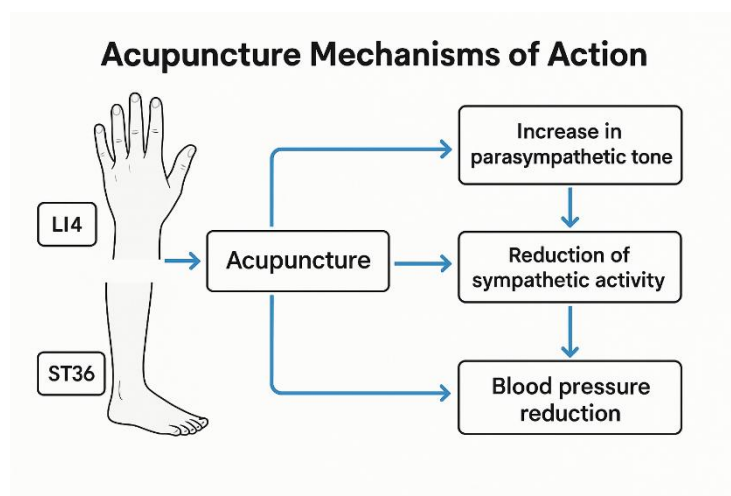 Acupuncture Mechanisms of Action
LI4
ST36
Acupuncture
Increase in
parasympathetic tone
Reduction of
sympathetic activity
Blood pressure
reduction